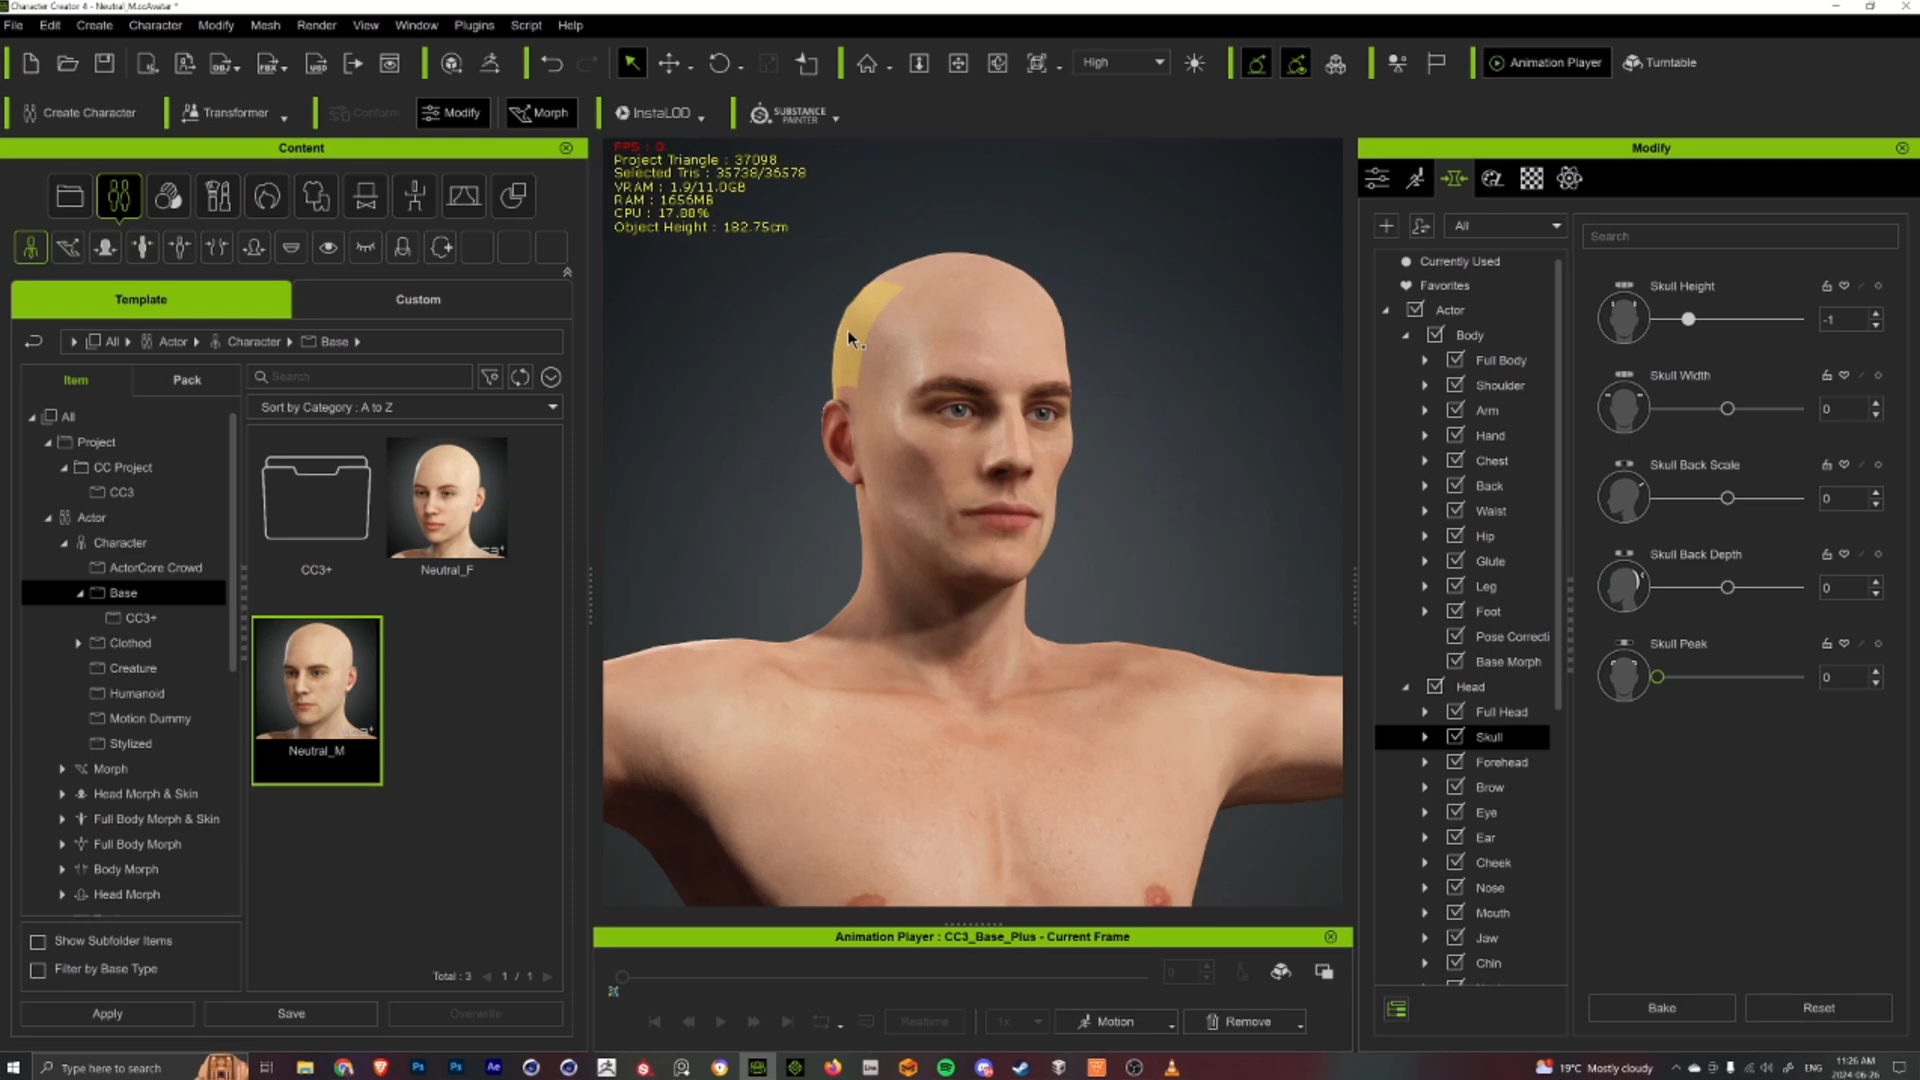 Character Creator 4 - Neutral_M.ccAvatar *
File Edit Create Character Modify Mesh Render View Window Plugins Script Help
High
Animation Player
Turntable
Create Character
Transformer
Conform
Modify
Morph
InstaLOD
SUBSTANCE PAINTER
Content
Template
Custom
All Actor Character Base
Item
Pack
Search
Sort by Category : A to Z
All
Project
CC Project
CC3
Actor
Character
ActorCore Crowd
Base
CC3+
Clothed
Creature
Humanoid
Motion Dummy
Stylized
Morph
Head Morph & Skin
Full Body Morph & Skin
Full Body Morph
Body Morph
Head Morph
CC3+
Neutral_F
Neutral_M
Show Subfolder Items
Filter by Base Type
Total : 3
1 / 1
Apply
Save
Overwrite
FPS : 0
Project Triangle : 37098
Selected Tris : 35738/36578
VRAM : 1.9/11.0GB
RAM : 1656MB
CPU : 17.88%
Object Height : 182.75cm
Animation Player : CC3_Base_Plus - Current Frame
0
Realtime
1x
Motion
Remove
Modify
All
Currently Used
Favorites
Actor
Body
Full Body
Shoulder
Arm
Hand
Chest
Back
Waist
Hip
Glute
Leg
Foot
Pose Correcti
Base Morph
Head
Full Head
Skull
Forehead
Brow
Eye
Ear
Cheek
Nose
Mouth
Jaw
Chin
Search
Skull Height
-1
Skull Width
0
Skull Back Scale
0
Skull Back Depth
0
Skull Peak
0
Bake
Reset
Type here to search
19°C Mostly cloudy
ENG
11:26 AM
2024-06-26